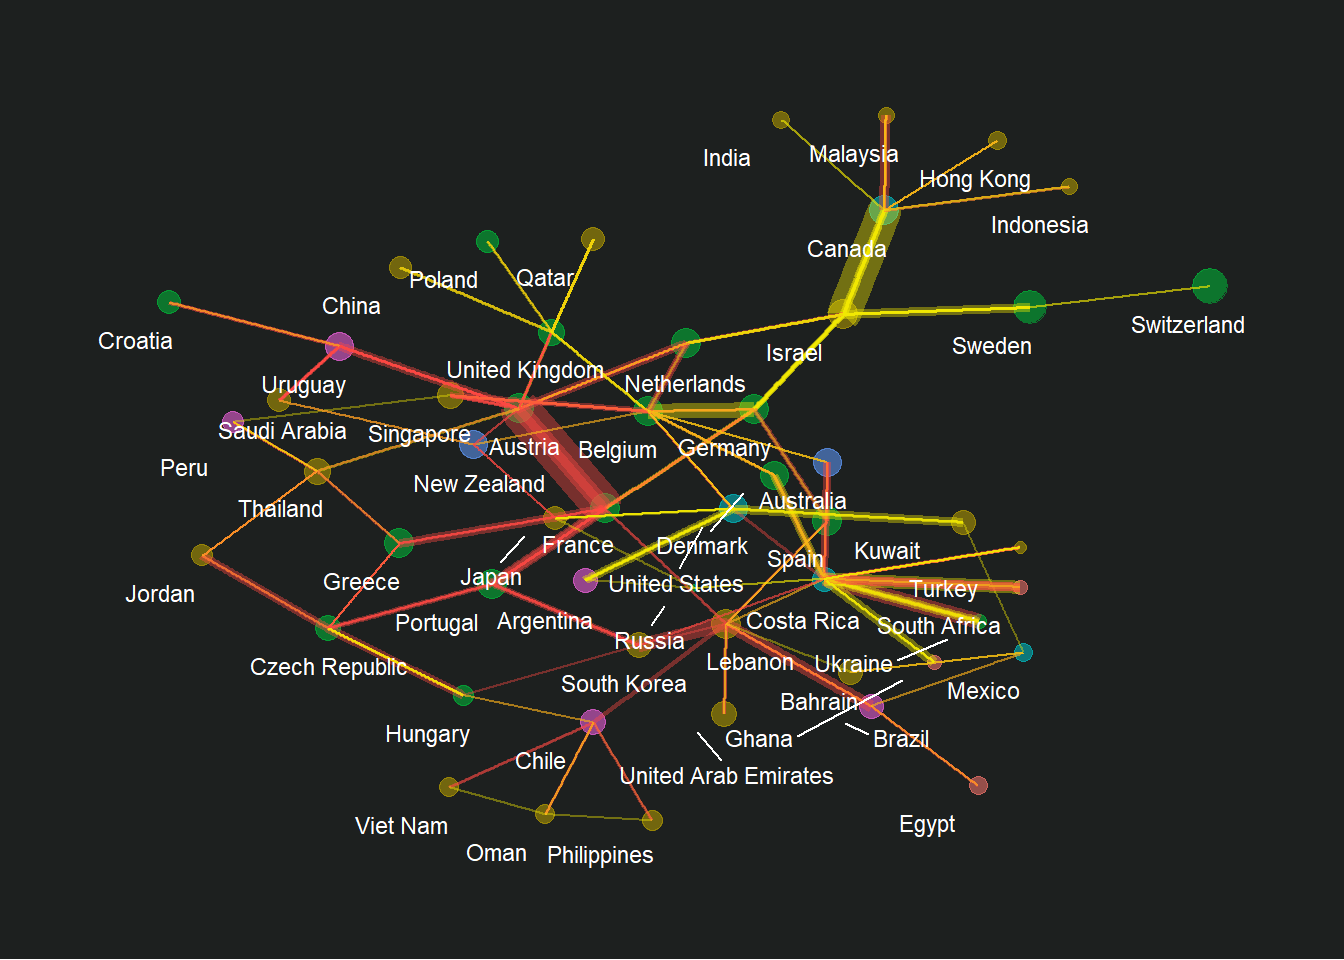 India
Malaysia
Hong Kong
Indonesia
Canada
Poland
Qatar
China
Switzerland
Croatia
Sweden
Israel
United Kingdom
Uruguay
Netherlands
Saudi Arabia
Singapore
Austria
Belgium
Germany
Peru
New Zealand
Australia
Thailand
France
Denmark
Kuwait
Spain
Greece
Japan
United States
Turkey
Jordan
Portugal
Argentina
Costa Rica
South Africa
Russia
Czech Republic
Lebanon
Ukraine
South Korea
Mexico
Bahrain
Hungary
Ghana
Brazil
Chile
United Arab Emirates
Viet Nam
Egypt
Oman
Philippines